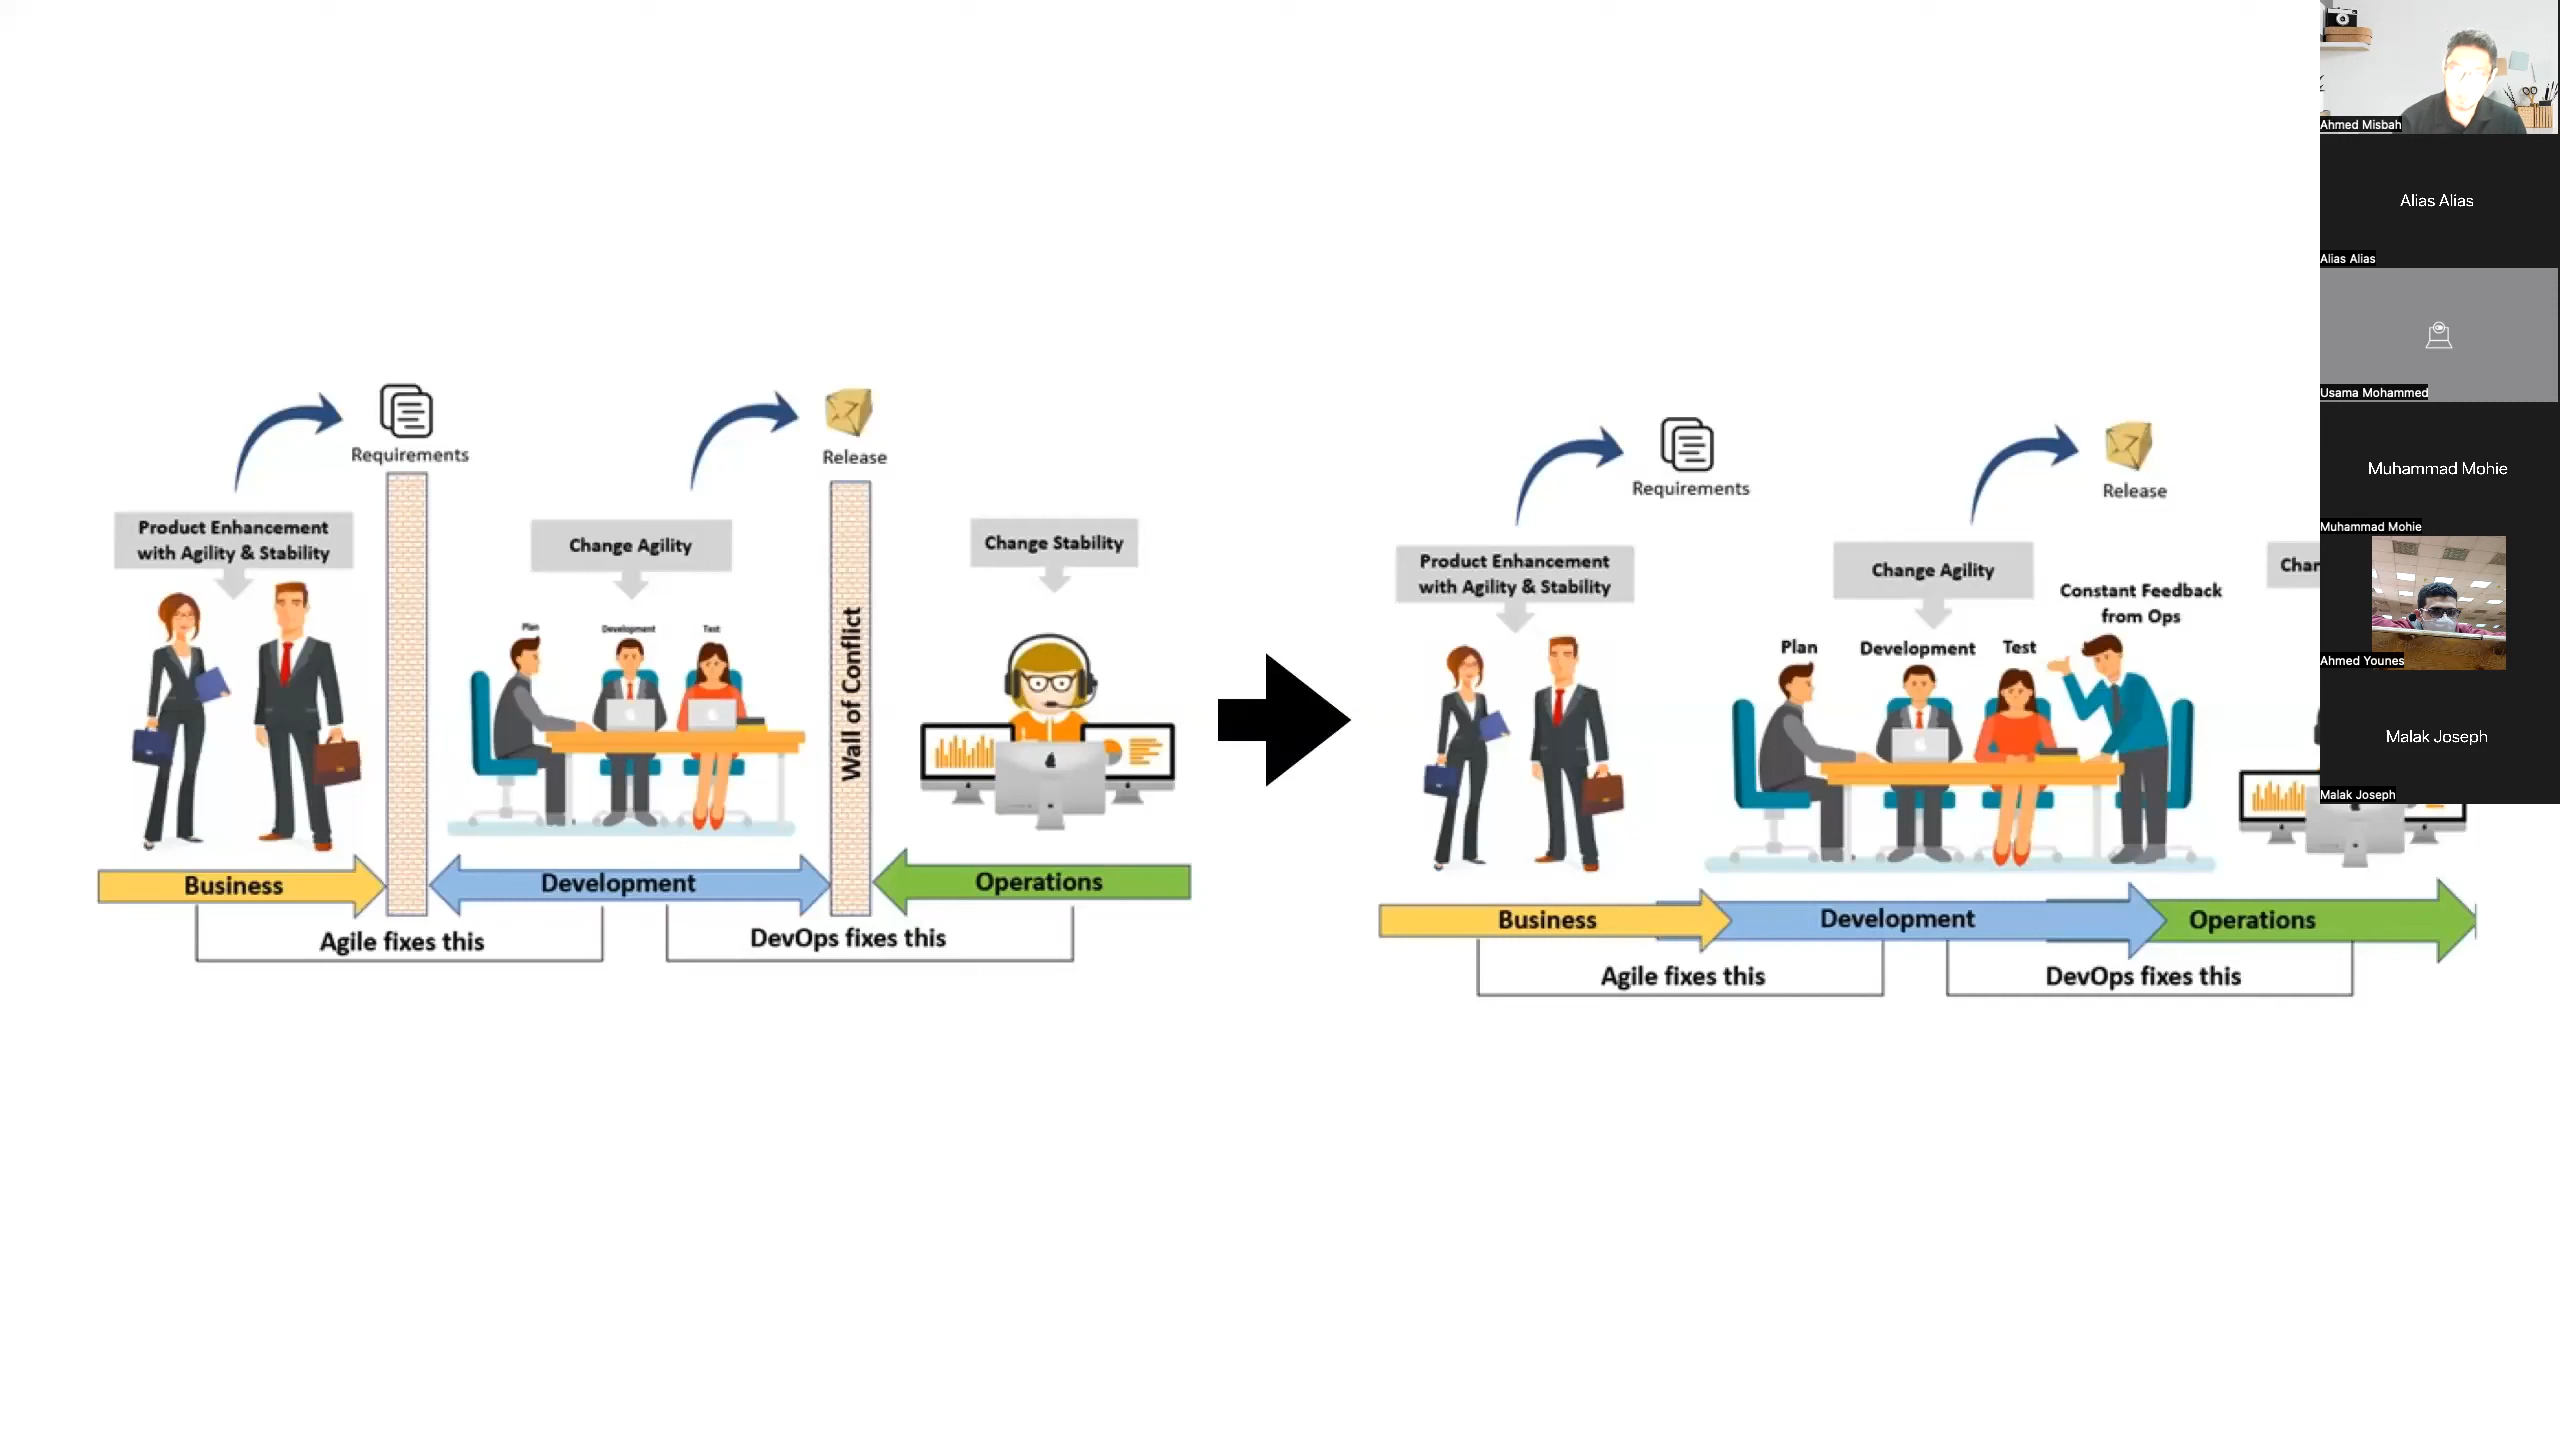 Requirements
Release
Product Enhancement
with Agility & Stability
Change Agility
Change Stability
Plan
Development
Test
Wall of Conflict
Business
Development
Operations
Agile fixes this
DevOps fixes this
Requirements
Release
Product Enhancement
with Agility & Stability
Change Agility
Char
Constant Feedback
from Ops
Plan
Development
Test
Business
Development
Operations
Agile fixes this
DevOps fixes this
Ahmed Misbah
Alias Alias
Alias Alias
Usama Mohammed
Muhammad Mohie
Muhammad Mohie
Ahmed Younes
Malak Joseph
Malak Joseph